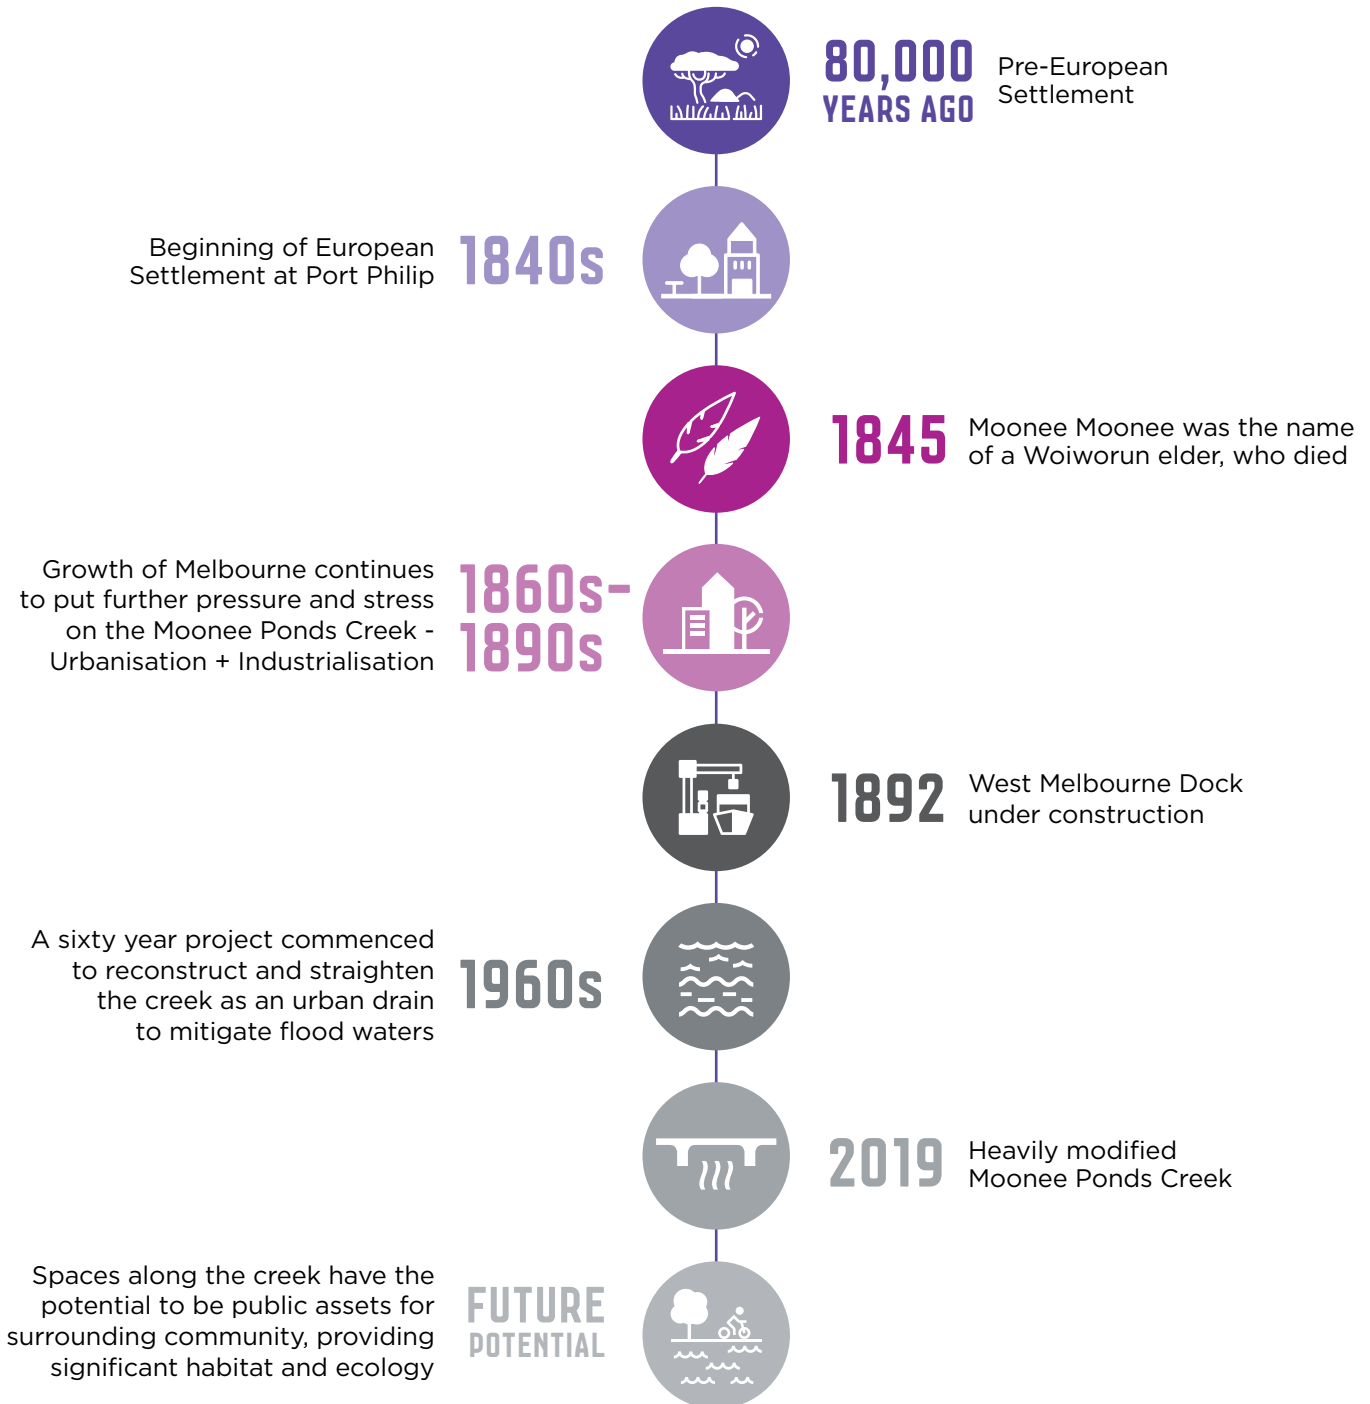 80,000
YEARS AGO
Pre-European
Settlement
Beginning of European
Settlement at Port Philip
1840s
1845
Moonee Moonee was the name
of a Woiworun elder, who died
Growth of Melbourne continues
to put further pressure and stress
on the Moonee Ponds Creek -
Urbanisation + Industrialisation
1860s-
1890s
1892
West Melbourne Dock
under construction
A sixty year project commenced
to reconstruct and straighten
the creek as an urban drain
to mitigate flood waters
1960s
2019
Heavily modified
Moonee Ponds Creek
Spaces along the creek have the
potential to be public assets for
surrounding community, providing
significant habitat and ecology
FUTURE
POTENTIAL